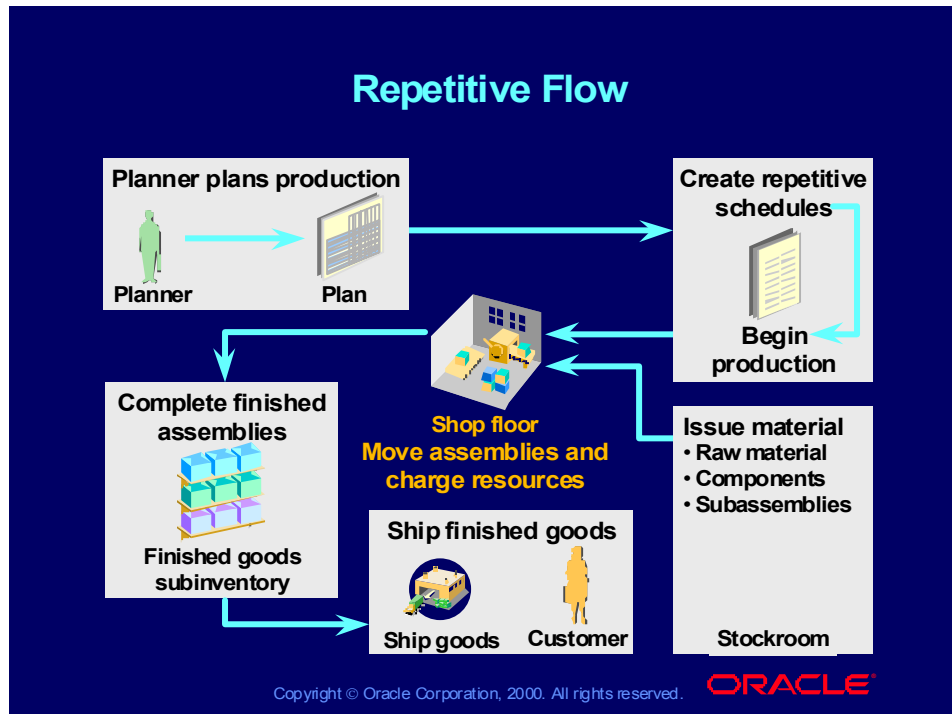 Repetitive Flow
Planner plans production
Planner
Plan
Create repetitive
schedules
Begin
production
Shop floor
Move assemblies and
charge resources
Issue material
• Raw material
• Components
• Subassemblies
Stockroom
Complete finished
assemblies
Finished goods
subinventory
Ship finished goods
Ship goods
Customer
Copyright © Oracle Corporation, 2000. All rights reserved.
ORACLE®